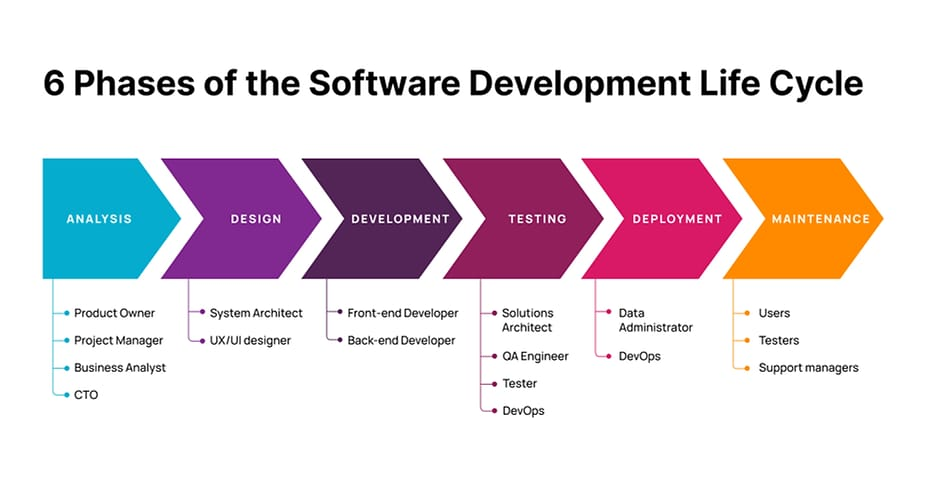 6 Phases of the Software Development Life Cycle
ANALYSIS
DESIGN
DEVELOPMENT
TESTING
DEPLOYMENT
MAINTENANCE
Product Owner
Project Manager
Business Analyst
CTO
System Architect
UX/UI designer
Front-end Developer
Back-end Developer
Solutions
Architect
QA Engineer
Tester
DevOps
Data
Administrator
DevOps
Users
Testers
Support managers